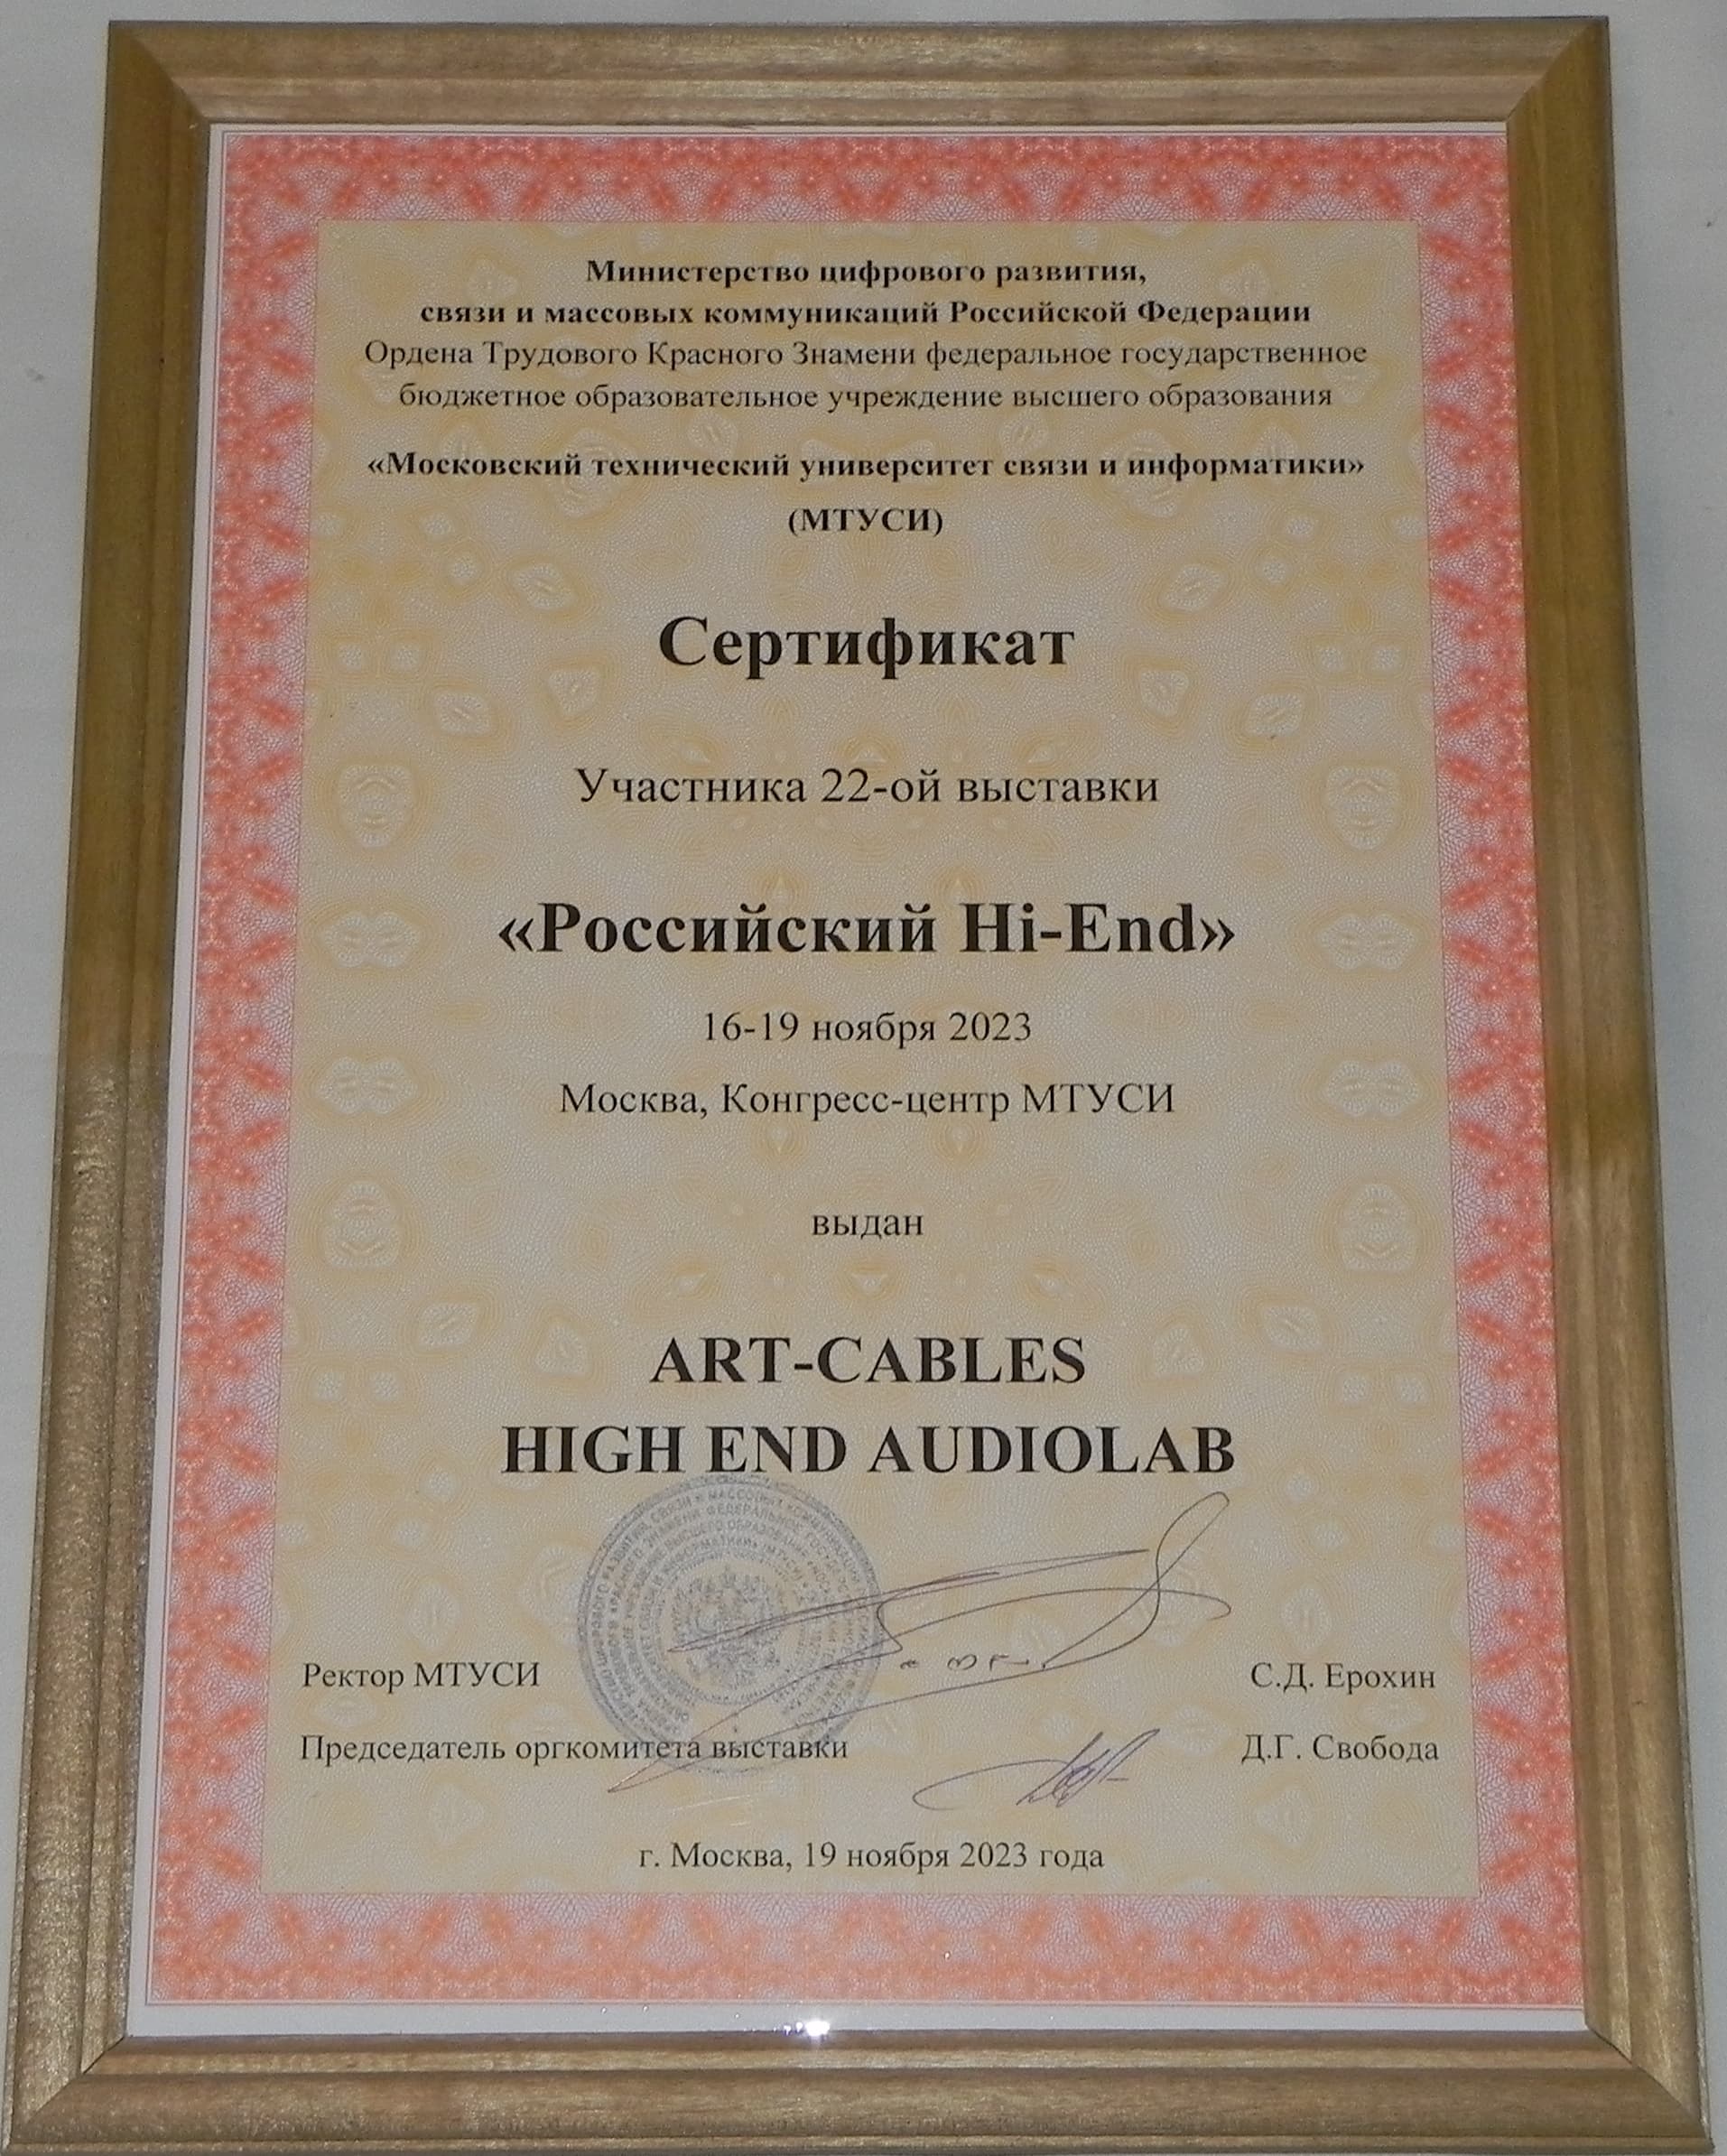 Министерство цифрового развития,
связи и массовых коммуникаций Российской Федерации
Ордена Трудового Красного Знамени федеральное государственное
бюджетное образовательное учреждение высшего образования
«Московский технический университет связи и информатики»
(МТУСИ)
Сертификат
Участника 22-ой выставки
«Российский Hi-End»
16-19 ноября 2023
Москва, Конгресс-центр МТУСИ
выдан
ART-CABLES
HIGH END AUDIOLAB
Ректор МТУСИ С.Д. Ерохин
Председатель оргкомитета выставки Д.Г. Свобода
г. Москва, 19 ноября 2023 года